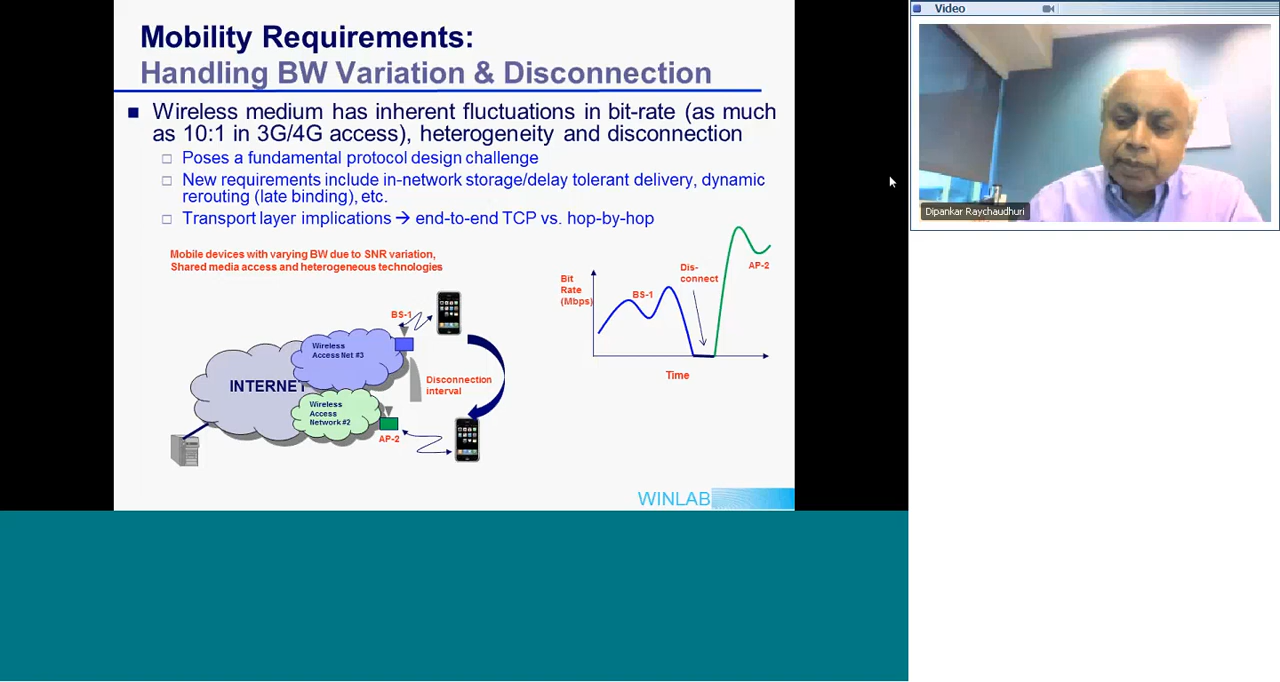 Mobility Requirements:
Handling BW Variation & Disconnection
Wireless medium has inherent fluctuations in bit-rate (as much
as 10:1 in 3G/4G access), heterogeneity and disconnection
Poses a fundamental protocol design challenge
New requirements include in-network storage/delay tolerant delivery, dynamic
rerouting (late binding), etc.
Transport layer implications → end-to-end TCP vs. hop-by-hop
Mobile devices with varying BW due to SNR variation,
Shared media access and heterogeneous technologies
BS-1
Wireless
Access Net #3
INTERNET
Disconnection
interval
Wireless
Access
Network #2
AP-2
Bit
Rate
(Mbps)
BS-1
Dis-
connect
AP-2
Time
WINLAB
Video
Dipankar Raychaudhuri